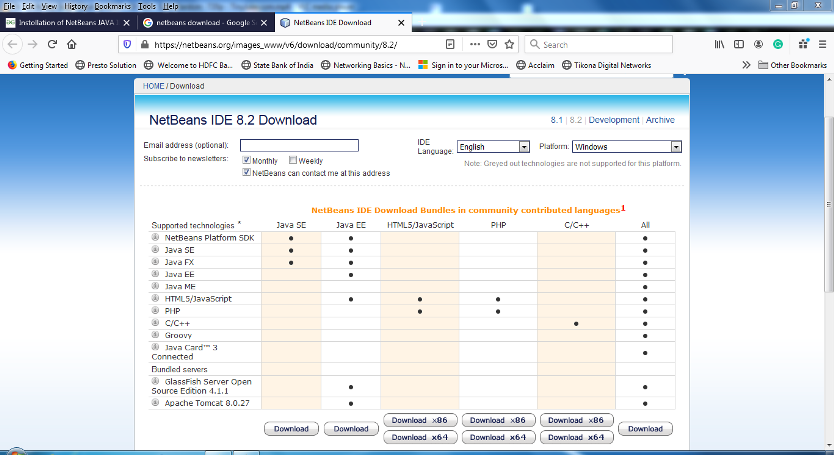 File Edit View History Bookmarks Tools Help
Installation of NetBeans JAVA
netbeans download - Google S
NetBeans IDE Download
https://netbeans.org/images_www/v6/download/community/8.2/
Search
Getting Started Presto Solution Welcome to HDFC Ba... State Bank of India Networking Basics - N... Sign in to your Micros... Acclaim Tikona Digital Networks Other Bookmarks
HOME / Download
NetBeans IDE 8.2 Download
8.1 | 8.2 | Development | Archive
Email address (optional):
IDE Language: English Platform: Windows
Subscribe to newsletters: Monthly Weekly
NetBeans can contact me at this address
Note: Greyed out technologies are not supported for this platform.
NetBeans IDE Download Bundles in community contributed languages1
Supported technologies * Java SE Java EE HTML5/JavaScript PHP C/C++ All
NetBeans Platform SDK • • •
Java SE • • •
Java FX • • •
Java EE • •
Java ME •
HTML5/JavaScript • • • •
PHP • • •
C/C++ • •
Groovy •
Java Card™ 3 Connected •
Bundled servers
GlassFish Server Open Source Edition 4.1.1 • •
Apache Tomcat 8.0.27 • •
Download Download Download x86 Download x86 Download x86 Download
Download x64 Download x64 Download x64